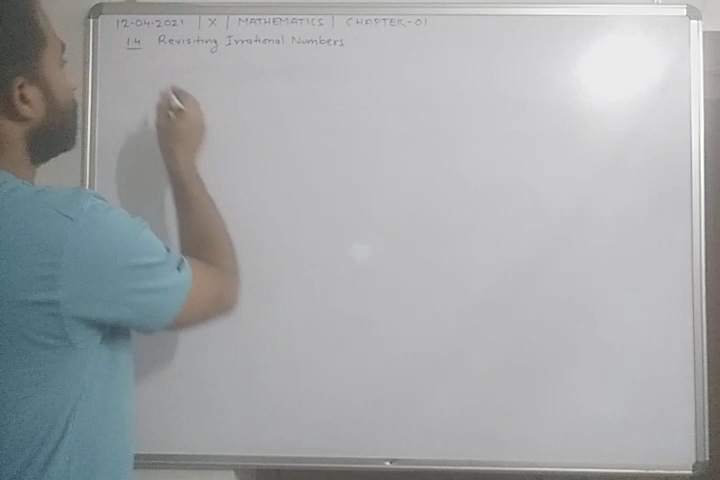 12-04-2021 | X | MATHEMATICS | CHAPTER-01
1.4 Revisiting Irrational Numbers